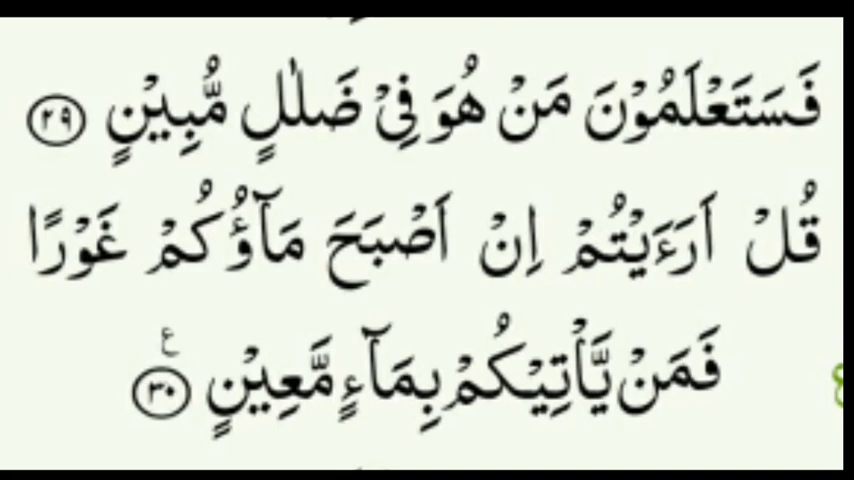 فَسَتَعْلَمُوْنَ مَنْ هُوَ فِیْ ضَلٰلٍ مُّبِیْنٍ ﴿۲۹﴾
قُلْ اَرَءَیْتُمْ اِنْ اَصْبَحَ مَآؤُكُمْ غَوْرًا
فَمَنْ یَّاْتِیْكُمْ بِمَآءٍ مَّعِیْنٍ ﴿۳۰﴾ ع